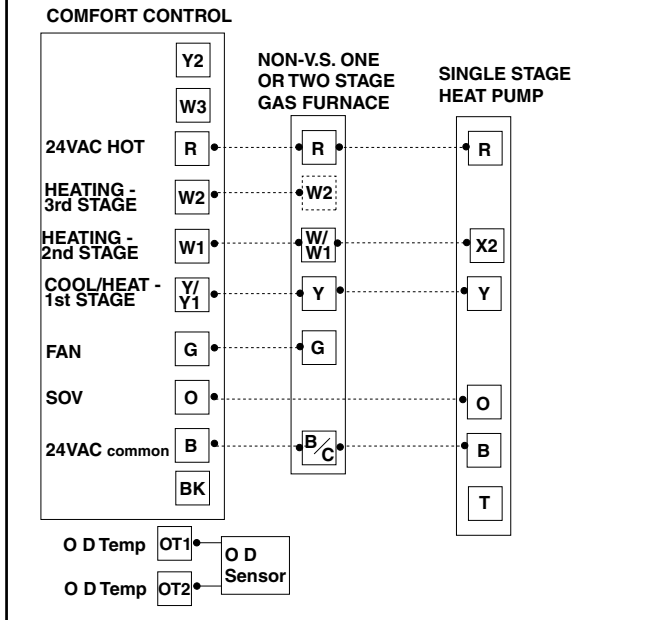 COMFORT CONTROL
Y2
W3
24VAC HOT
R
HEATING -
3rd STAGE
W2
HEATING -
2nd STAGE
W1
COOL/HEAT -
1st STAGE
Y/
Y1
FAN
G
SOV
O
24VAC common
B
BK
NON-V.S. ONE
OR TWO STAGE
GAS FURNACE
R
W2
W/
W1
Y
G
B/C
SINGLE STAGE
HEAT PUMP
R
X2
Y
O
B
T
O D Temp
OT1
O D Temp
OT2
O D
Sensor